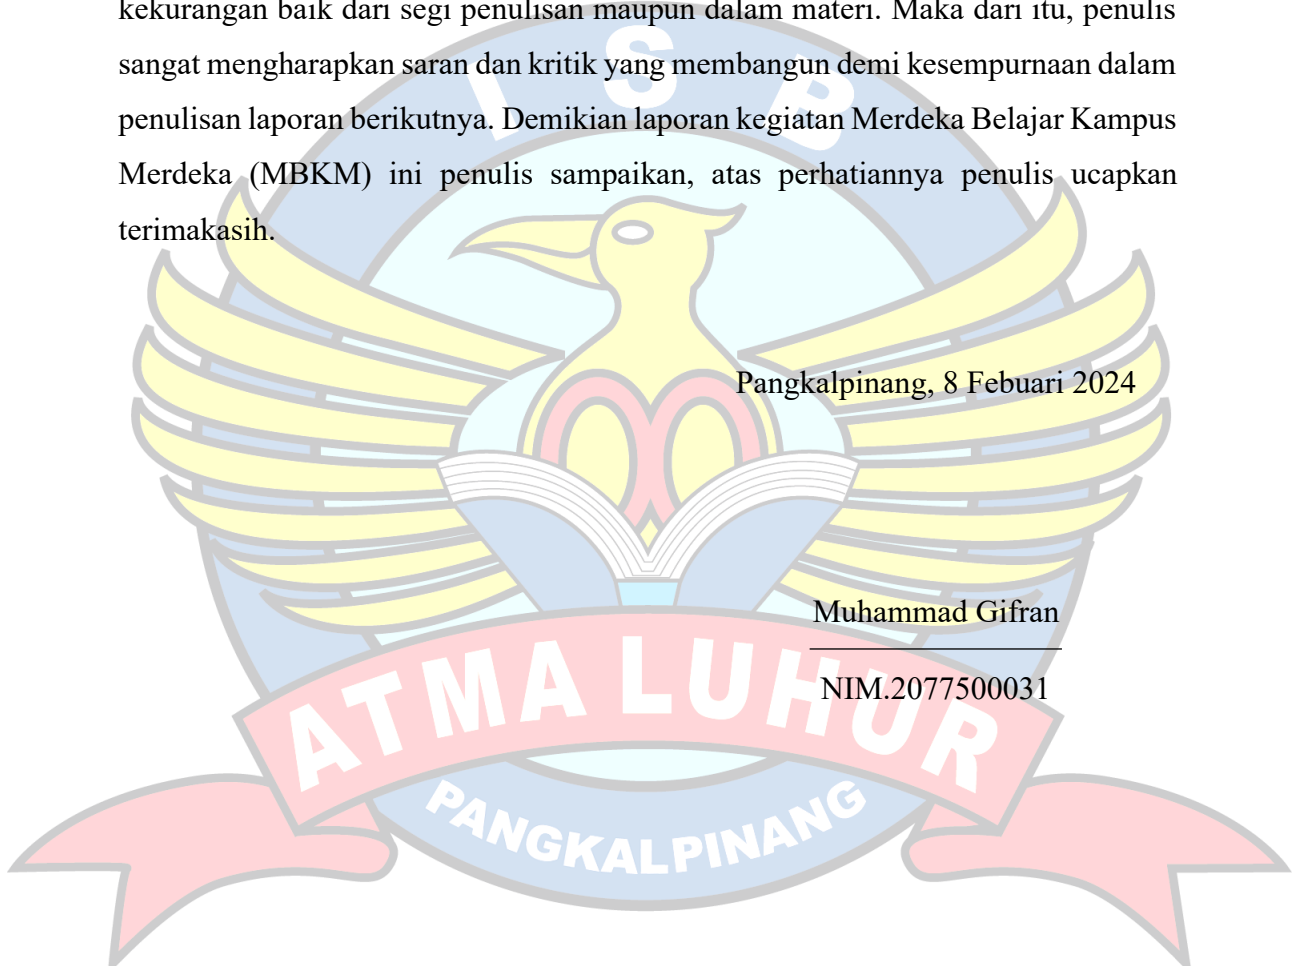 kekurangan baik dari segi penulisan maupun dalam materi. Maka dari itu, penulis
sangat mengharapkan saran dan kritik yang membangun demi kesempurnaan dalam
penulisan laporan berikutnya. Demikian laporan kegiatan Merdeka Belajar Kampus
Merdeka (MBKM) ini penulis sampaikan, atas perhatiannya penulis ucapkan
terimakasih.
Pangkalpinang, 8 Febuari 2024
Muhammad Gifran
NIM.2077500031
I S B
ATMA LUHUR
PANGKALPINANG